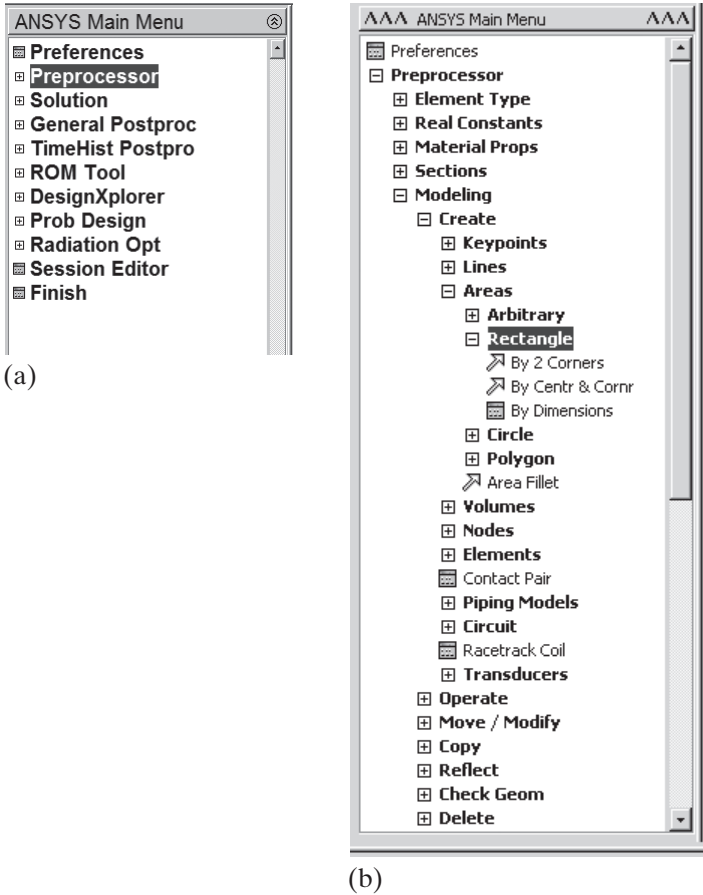 ANSYS Main Menu
Preferences
Preprocessor
Solution
General Postproc
TimeHist Postpro
ROM Tool
DesignXplorer
Prob Design
Radiation Opt
Session Editor
Finish
(a)
ΛΛΛ ANSYS Main Menu ΛΛΛ
Preferences
Preprocessor
Element Type
Real Constants
Material Props
Sections
Modeling
Create
Keypoints
Lines
Areas
Arbitrary
Rectangle
By 2 Corners
By Centr & Cornr
By Dimensions
Circle
Polygon
Area Fillet
Volumes
Nodes
Elements
Contact Pair
Piping Models
Circuit
Racetrack Coil
Transducers
Operate
Move / Modify
Copy
Reflect
Check Geom
Delete
(b)